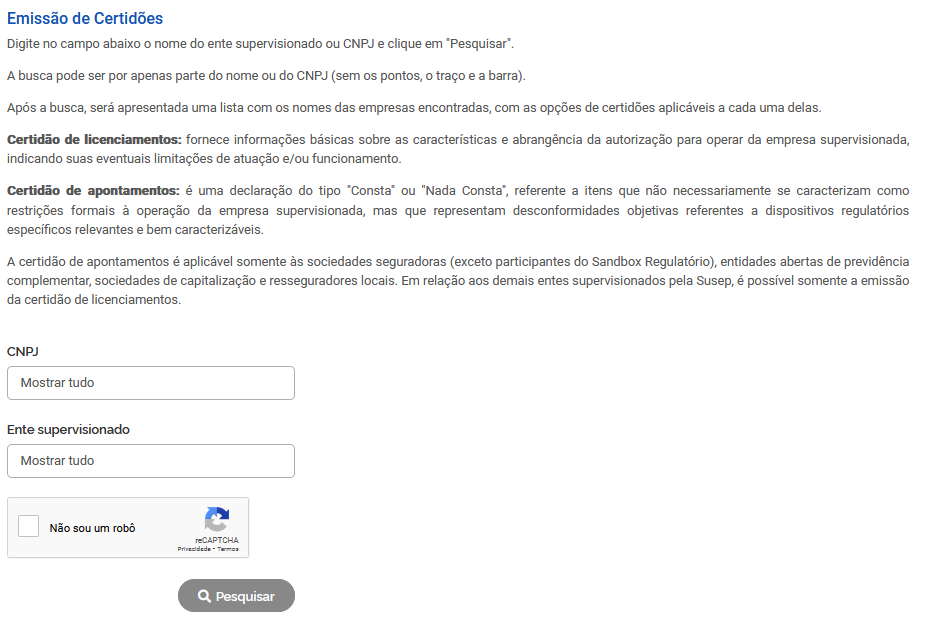 Emissão de Certidões
Digite no campo abaixo o nome do ente supervisionado ou CNPJ e clique em "Pesquisar".
A busca pode ser por apenas parte do nome ou do CNPJ (sem os pontos, o traço e a barra).
Após a busca, será apresentada uma lista com os nomes das empresas encontradas, com as opções de certidões aplicáveis a cada uma delas.
Certidão de licenciamentos: fornece informações básicas sobre as características e abrangência da autorização para operar da empresa supervisionada,
indicando suas eventuais limitações de atuação e/ou funcionamento.
Certidão de apontamentos: é uma declaração do tipo "Consta" ou "Nada Consta", referente a itens que não necessariamente se caracterizam como
restrições formais à operação da empresa supervisionada, mas que representam desconformidades objetivas referentes a dispositivos regulatórios
específicos relevantes e bem caracterizáveis.
A certidão de apontamentos é aplicável somente às sociedades seguradoras (exceto participantes do Sandbox Regulatório), entidades abertas de previdência
complementar, sociedades de capitalização e resseguradores locais. Em relação aos demais entes supervisionados pela Susep, é possível somente a emissão
da certidão de licenciamentos.
CNPJ
Mostrar tudo
Ente supervisionado
Mostrar tudo
Não sou um robô
reCAPTCHA
Privacidade • Termos
Pesquisar